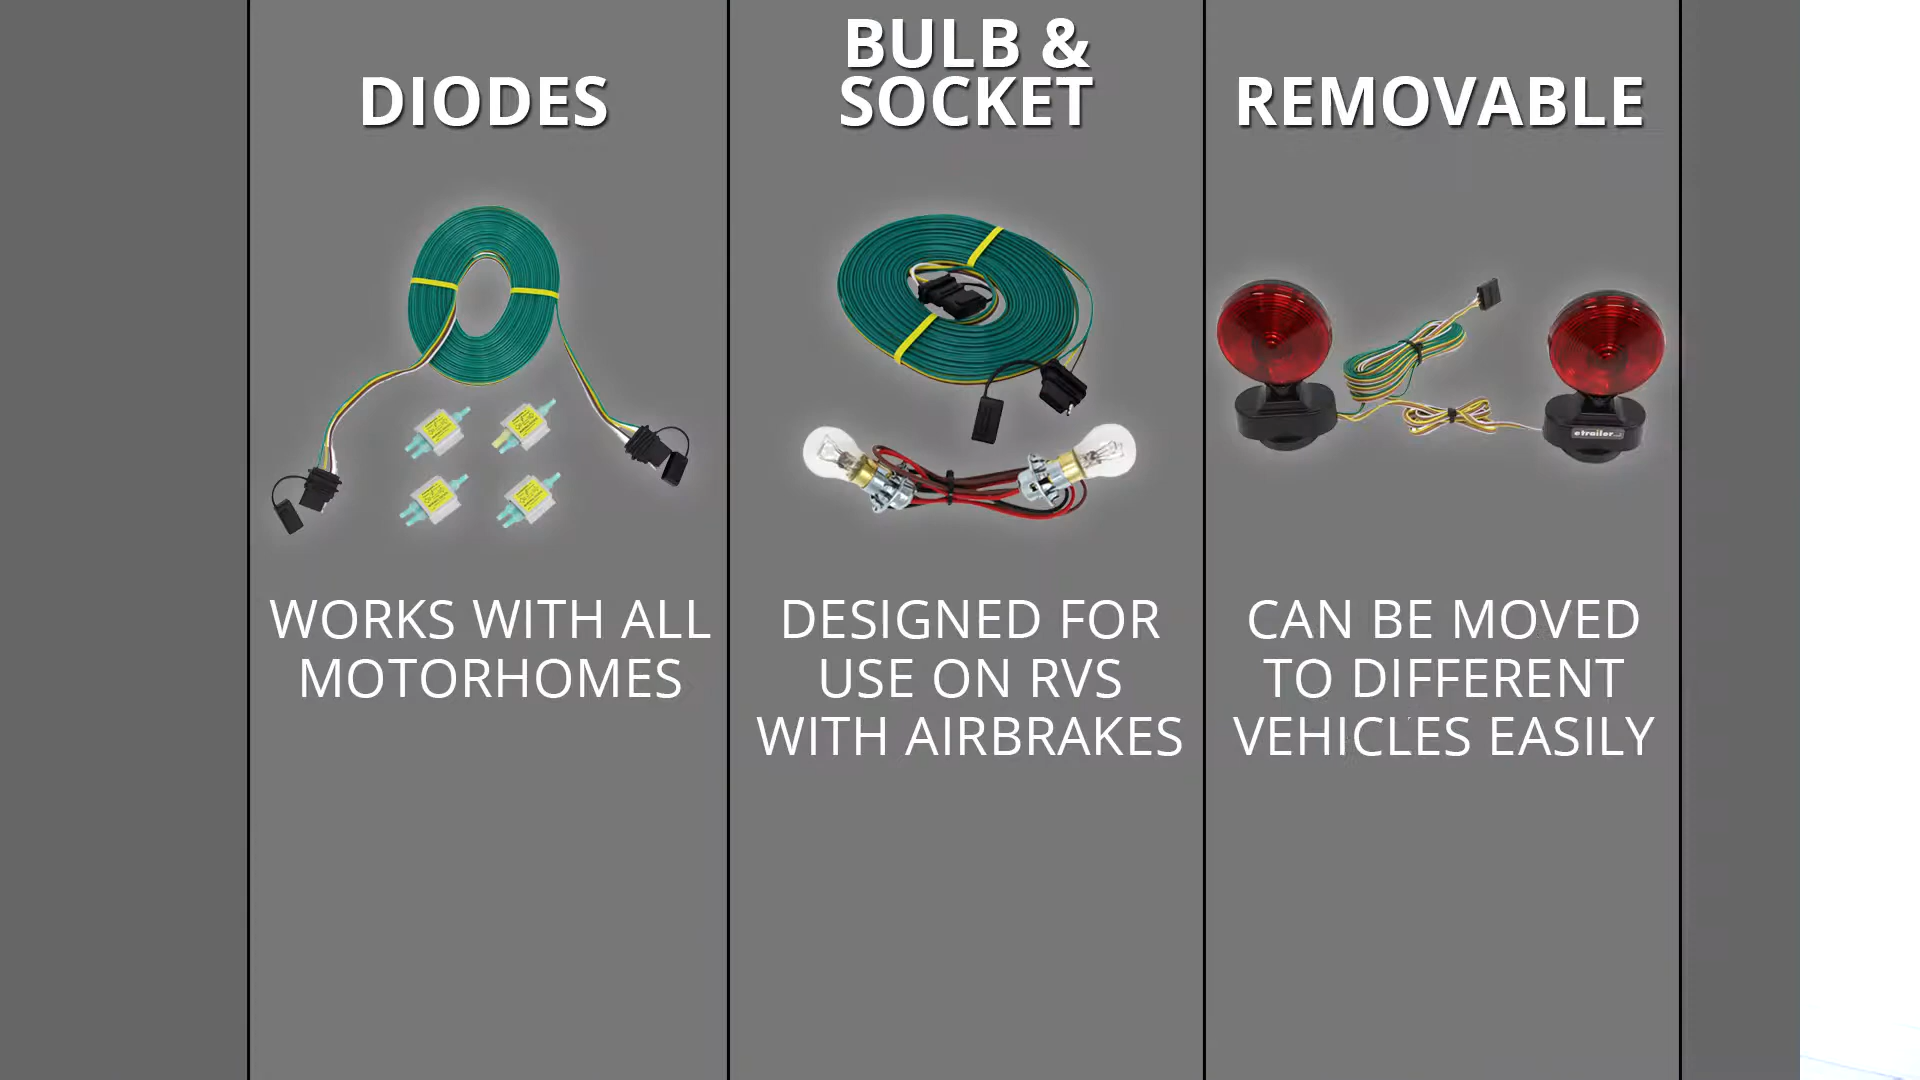 DIODES
WORKS WITH ALL
MOTORHOMES
BULB &
SOCKET
DESIGNED FOR
USE ON RVS
WITH AIRBRAKES
REMOVABLE
etrailer
CAN BE MOVED
TO DIFFERENT
VEHICLES EASILY